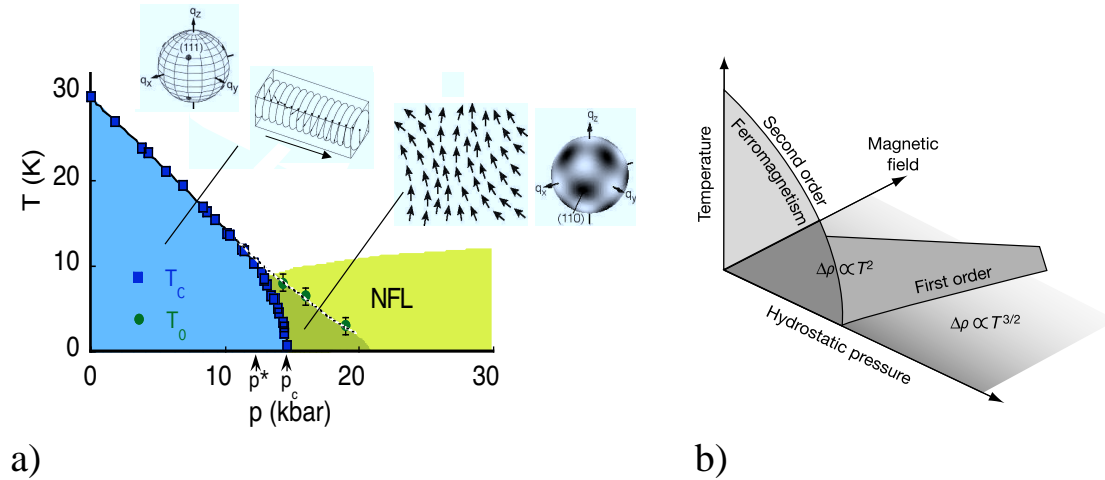 q_z
(111)
q_x
q_y
30
20
10
0
T (K)
T_C
T_0
q_z
q_x
q_y
(110)
NFL
0
10
20
30
p*
p_c
p (kbar)
a)
Temperature
Second order
Ferromagnetism
Magnetic
field
Δρ ∝ T^2
First order
Δρ ∝ T^{3/2}
Hydrostatic pressure
b)